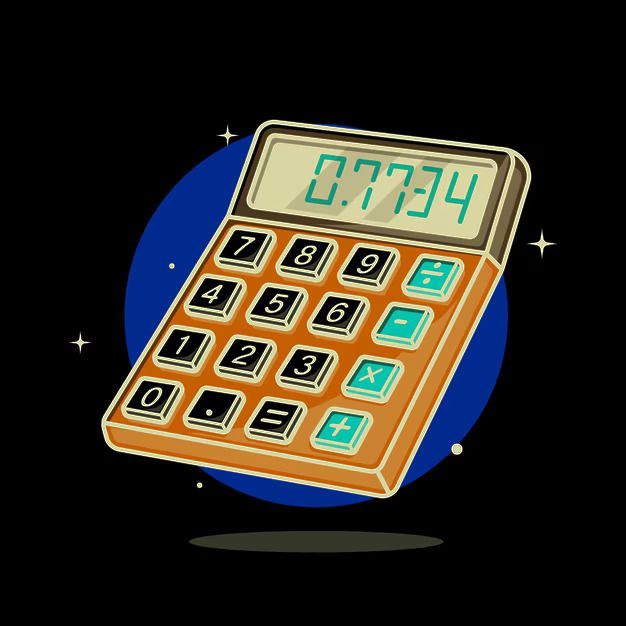 0.7734
7 8 9 ÷
4 5 6 -
1 2 3 x
0 . = +